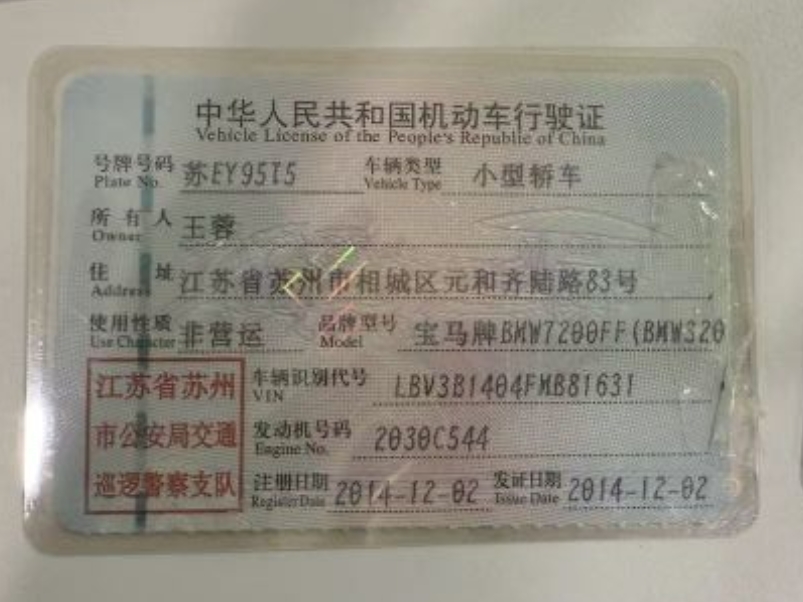 中华人民共和国机动车行驶证
Vehicle License of the People's Republic of China
号牌号码 Plate No. 苏EY95T5 车辆类型 Vehicle Type 小型轿车
所有人 Owner 王蓉
住址 Address 江苏省苏州市相城区元和齐陆路83号
使用性质 Use Character 非营运 品牌型号 Model 宝马牌BMW7200FF(BMW320
江苏省苏州
市公安局交通
巡逻警察支队
车辆识别代号 VIN LBV3B1404FMB81631
发动机号码 Engine No. 2030C544
注册日期 Register Date 2014-12-02 发证日期 Issue Date 2014-12-02